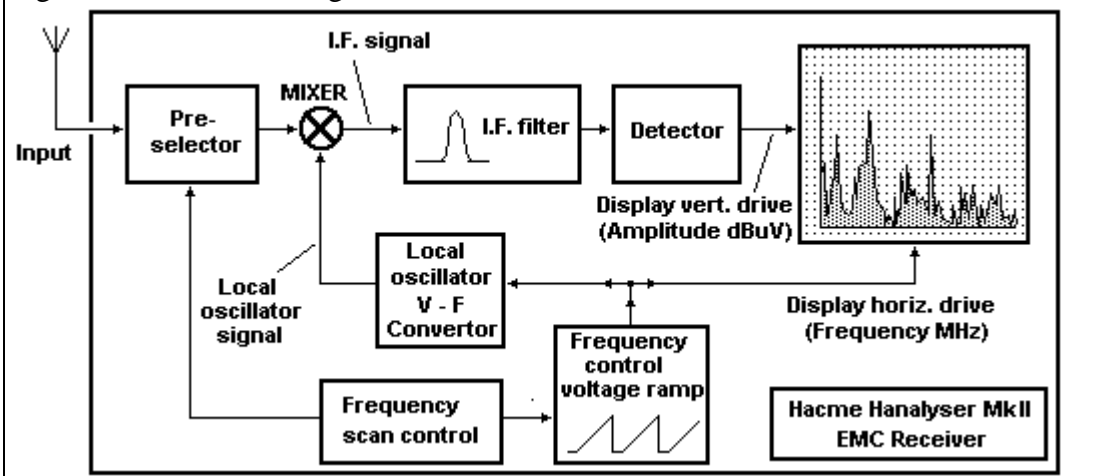 I.F. signal
MIXER
Pre-
selector
I.F. filter
Detector
Input
Display vert. drive
(Amplitude dBuV)
Local
oscillator
V - F
Convertor
Local
oscillator
signal
Display horiz. drive
(Frequency MHz)
Frequency
control
voltage ramp
Frequency
scan control
Hacme Hanalyser MkII
EMC Receiver